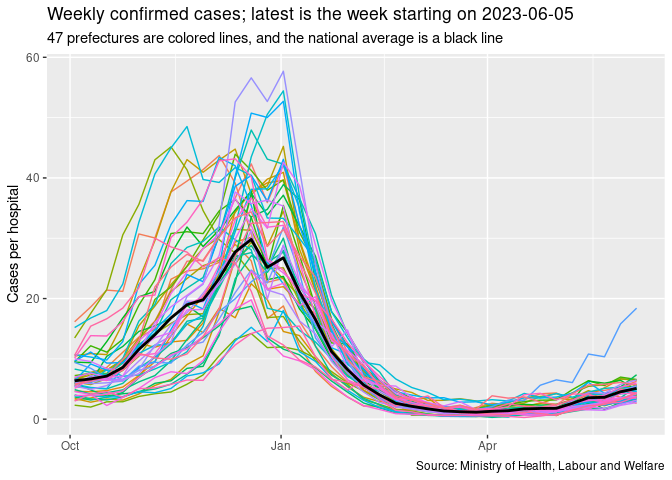 Weekly confirmed cases; latest is the week starting on 2023-06-05
47 prefectures are colored lines, and the national average is a black line
Cases per hospital
60
40
20
0
Oct
Jan
Apr
Source: Ministry of Health, Labour and Welfare